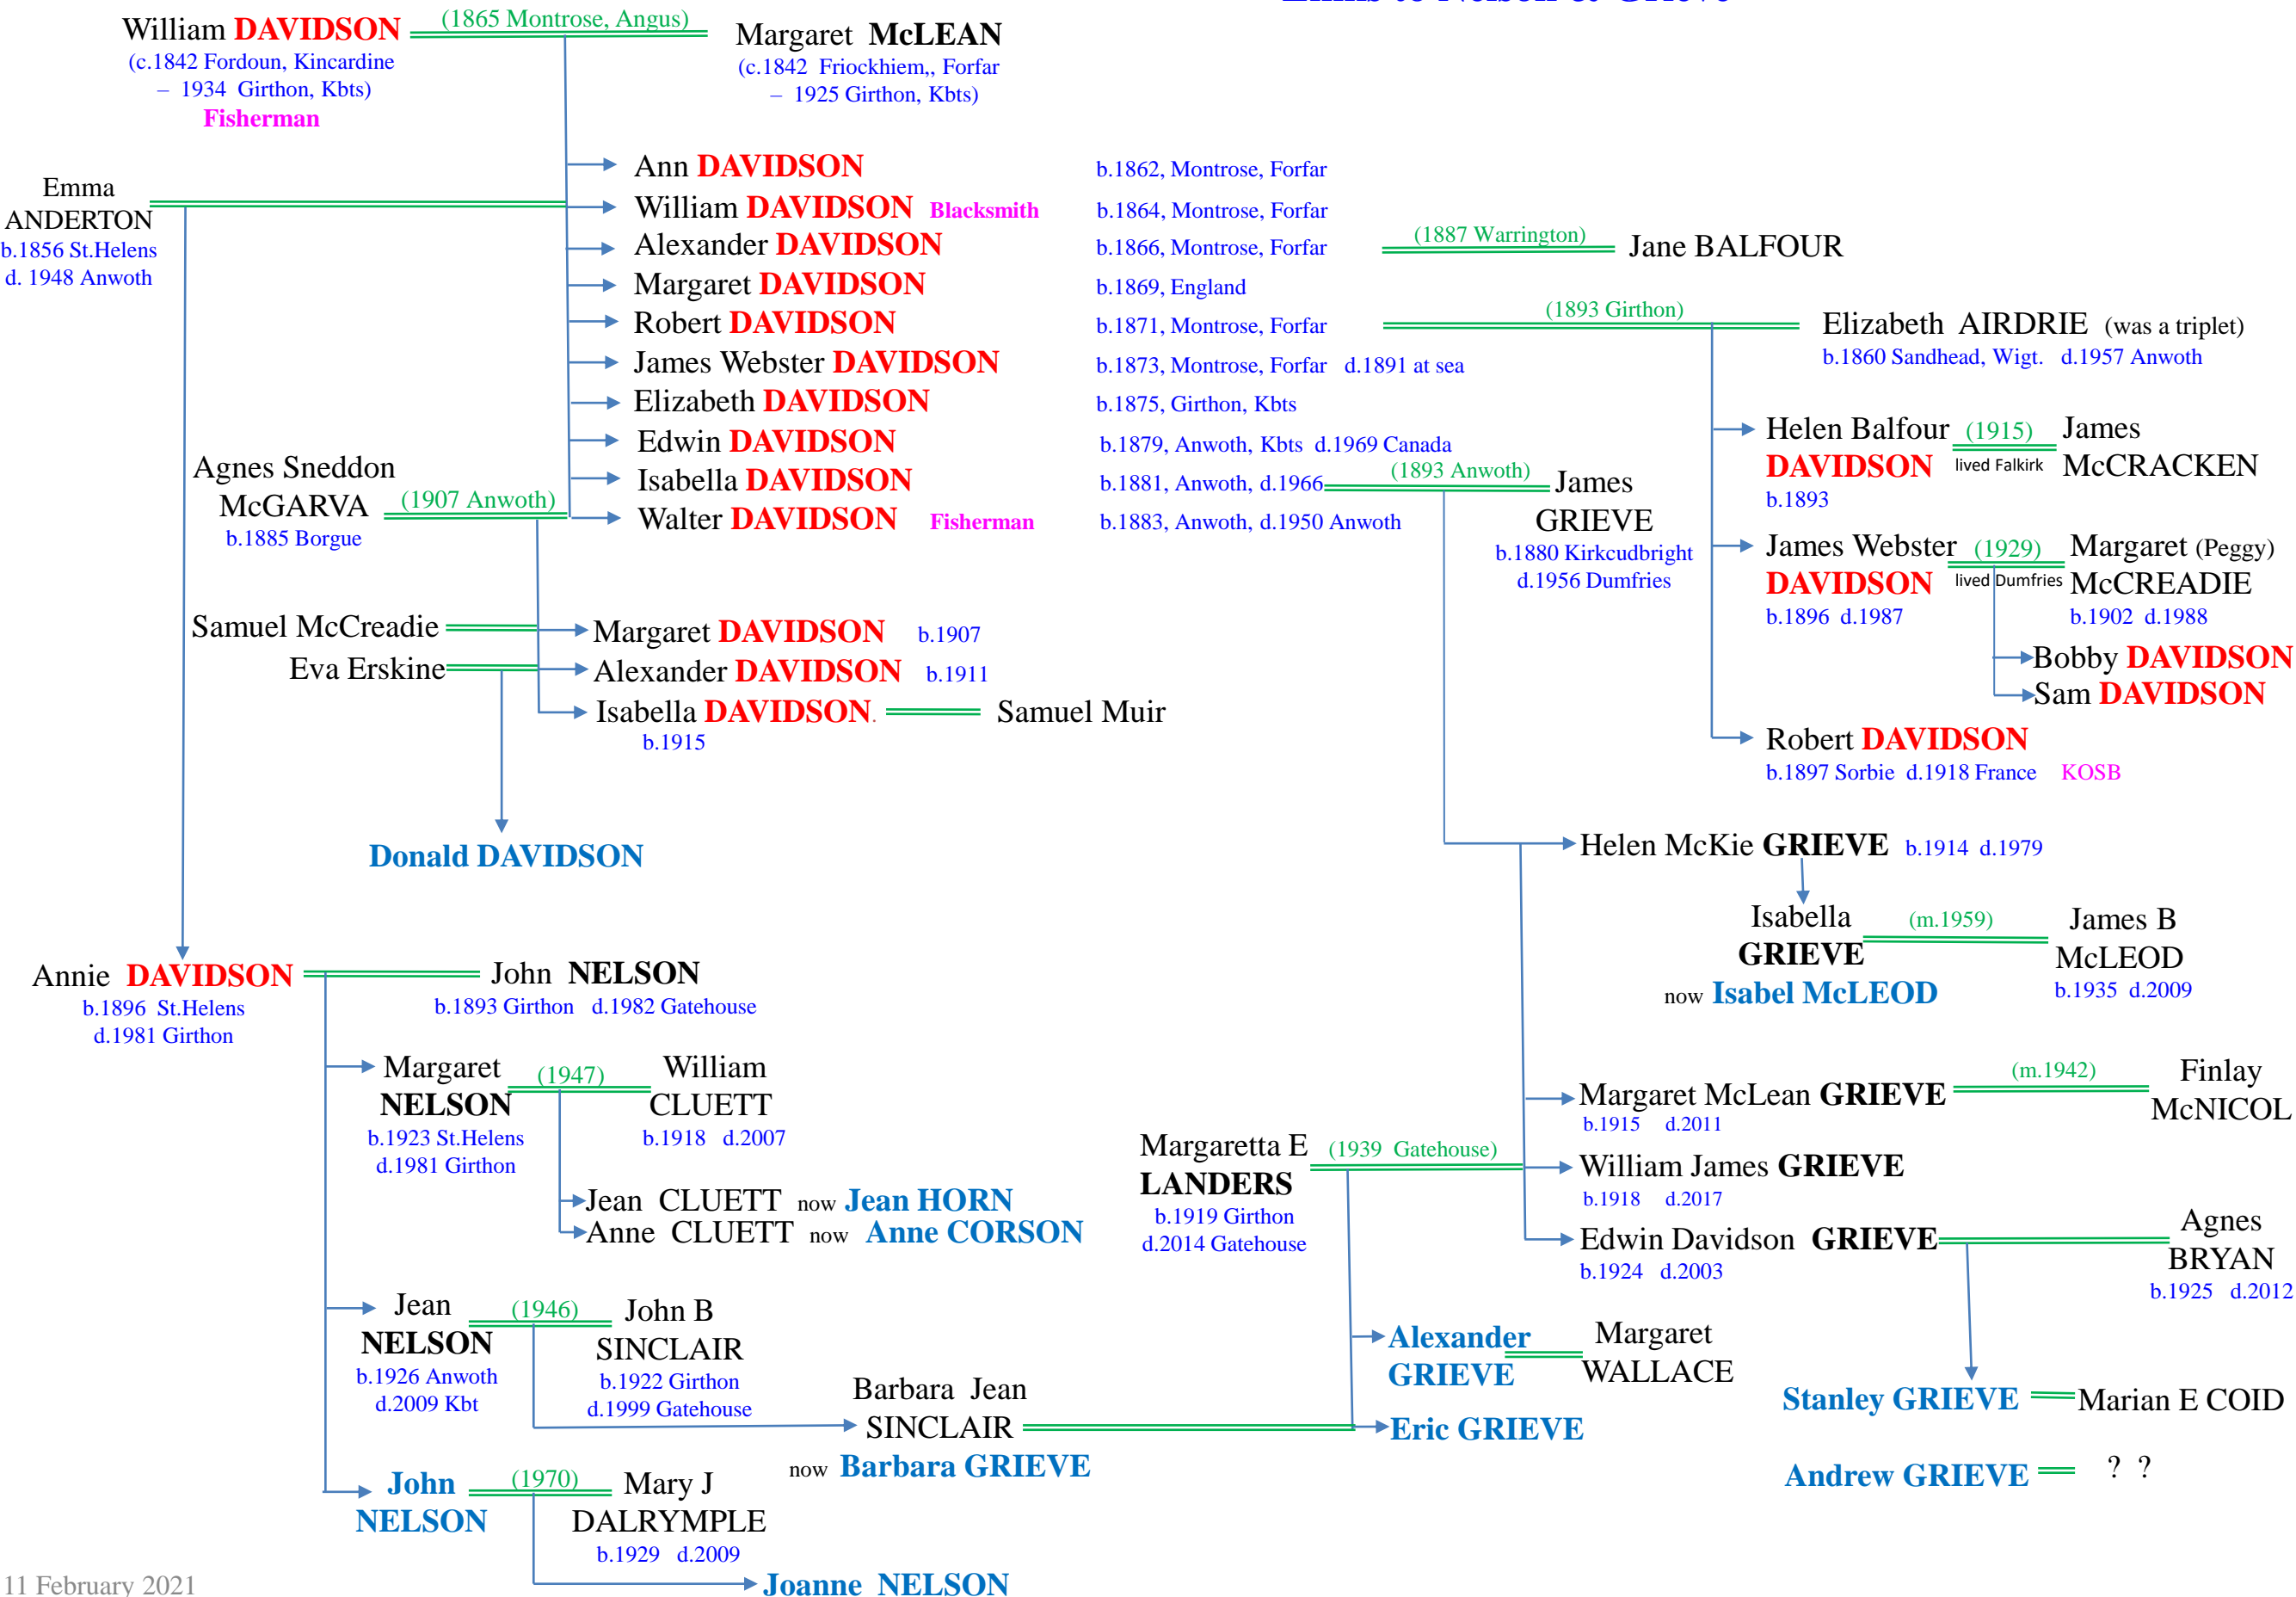 William DAVIDSON (1865 Montrose, Angus) Margaret McLEAN
(c.1842 Fordoun, Kincardine
– 1934 Girthon, Kbts)
Fisherman
(c.1842 Friockhiem,, Forfar
– 1925 Girthon, Kbts)
Emma
ANDERTON
b.1856 St.Helens
d. 1948 Anwoth
Ann DAVIDSON b.1862, Montrose, Forfar
William DAVIDSON Blacksmith b.1864, Montrose, Forfar
Alexander DAVIDSON b.1866, Montrose, Forfar (1887 Warrington) Jane BALFOUR
Margaret DAVIDSON b.1869, England
Robert DAVIDSON b.1871, Montrose, Forfar (1893 Girthon) Elizabeth AIRDRIE (was a triplet)
b.1860 Sandhead, Wigt. d.1957 Anwoth
James Webster DAVIDSON b.1873, Montrose, Forfar d.1891 at sea
Elizabeth DAVIDSON b.1875, Girthon, Kbts
Edwin DAVIDSON b.1879, Anwoth, Kbts d.1969 Canada
Isabella DAVIDSON b.1881, Anwoth, d.1966 (1893 Anwoth) James
GRIEVE
b.1880 Kirkcudbright
d.1956 Dumfries
Walter DAVIDSON Fisherman b.1883, Anwoth, d.1950 Anwoth
Agnes Sneddon
McGARVA (1907 Anwoth)
b.1885 Borgue
Helen Balfour (1915) James
DAVIDSON lived Falkirk McCRACKEN
b.1893
James Webster (1929) Margaret (Peggy)
DAVIDSON lived Dumfries McCREADIE
b.1896 d.1987 b.1902 d.1988
Bobby DAVIDSON
Sam DAVIDSON
Robert DAVIDSON
b.1897 Sorbie d.1918 France KOSB
Samuel McCreadie Margaret DAVIDSON b.1907
Eva Erskine Alexander DAVIDSON b.1911
Isabella DAVIDSON. Samuel Muir
b.1915
Donald DAVIDSON
Helen McKie GRIEVE b.1914 d.1979
Isabella (m.1959) James B
GRIEVE McLEOD
now Isabel McLEOD b.1935 d.2009
Annie DAVIDSON John NELSON
b.1896 St.Helens b.1893 Girthon d.1982 Gatehouse
d.1981 Girthon
Margaret (1947) William
NELSON CLUETT
b.1923 St.Helens b.1918 d.2007
d.1981 Girthon
Jean CLUETT now Jean HORN
Anne CLUETT now Anne CORSON
Margaret McLean GRIEVE (m.1942) Finlay
McNICOL
b.1915 d.2011
Margaretta E (1939 Gatehouse)
LANDERS
b.1919 Girthon
d.2014 Gatehouse
William James GRIEVE
b.1918 d.2017
Edwin Davidson GRIEVE Agnes
BRYAN
b.1924 d.2003 b.1925 d.2012
Jean (1946) John B
NELSON SINCLAIR
b.1926 Anwoth b.1922 Girthon
d.2009 Kbt d.1999 Gatehouse
Barbara Jean
SINCLAIR
now Barbara GRIEVE
Alexander Margaret
GRIEVE WALLACE
Eric GRIEVE
Stanley GRIEVE Marian E COID
Andrew GRIEVE ? ?
John (1970) Mary J
NELSON DALRYMPLE
b.1929 d.2009
Joanne NELSON
11 February 2021